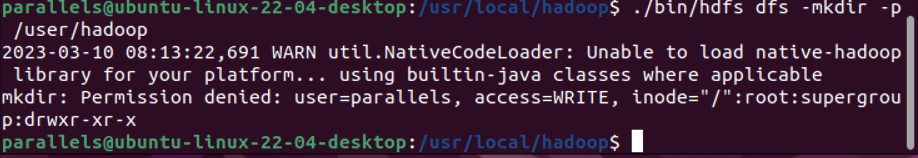 parallels@ubuntu-linux-22-04-desktop:/usr/local/hadoop$ ./bin/hdfs dfs -mkdir -p
 /user/hadoop
2023-03-10 08:13:22,691 WARN util.NativeCodeLoader: Unable to load native-hadoop
 library for your platform... using builtin-java classes where applicable
mkdir: Permission denied: user=parallels, access=WRITE, inode="/":root:supergrou
p:drwxr-xr-x
parallels@ubuntu-linux-22-04-desktop:/usr/local/hadoop$